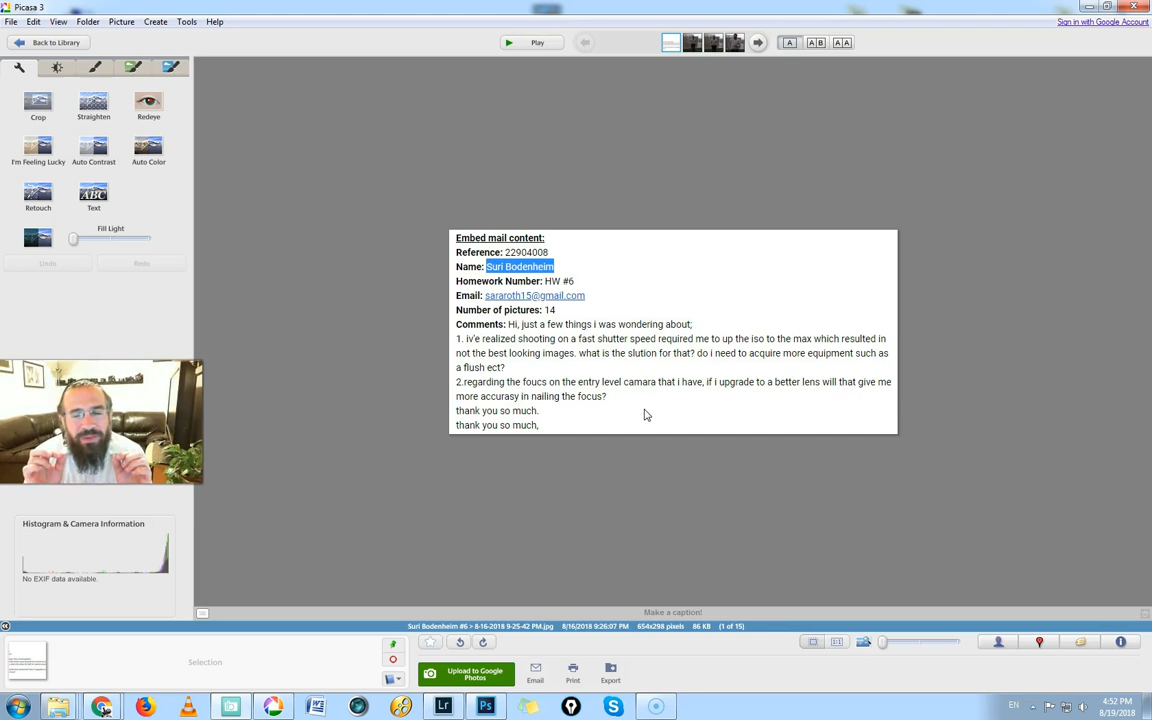 Picasa 3
File Edit View Folder Picture Create Tools Help
Sign in with Google Account
Back to Library
Play
A AB AA
Crop Straighten Redeye
I'm Feeling Lucky Auto Contrast Auto Color
Retouch Text
ABC
Fill Light
Undo Redo
Embed mail content:
Reference: 22904008
Name: Suri Bodenheim
Homework Number: HW #6
Email: sararoth15@gmail.com
Number of pictures: 14
Comments: Hi, just a few things i was wondering about;
1. iv'e realized shooting on a fast shutter speed required me to up the iso to the max which resulted in
not the best looking images. what is the slution for that? do i need to acquire more equipment such as
a flush ect?
2.regarding the foucs on the entry level camara that i have, if i upgrade to a better lens will that give me
more accurasy in nailing the focus?
thank you so much.
thank you so much,
Histogram & Camera Information
No EXIF data available.
Make a caption!
Suri Bodenheim #6 > 8-16-2018 9-25-42 PM.jpg 8/16/2018 9:26:07 PM 654x298 pixels 86 KB (1 of 15)
Selection
1:1
Upload to Google
Photos
Email Print Export
Lr Ps
EN
4:52 PM
8/19/2018